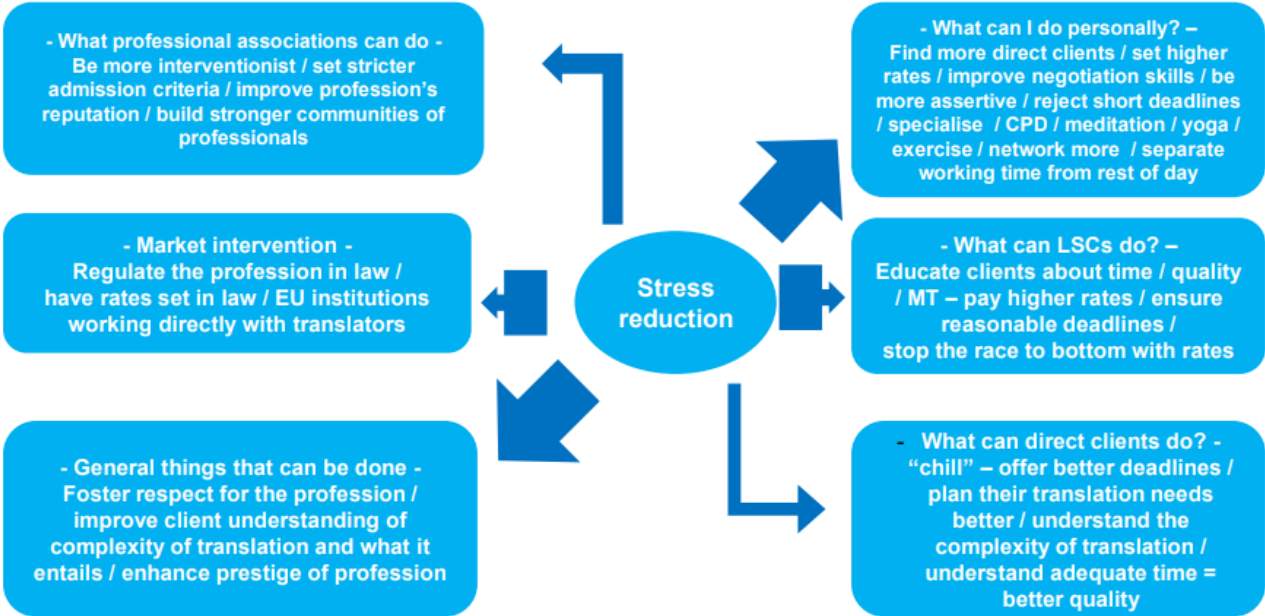 - What professional associations can do -
Be more interventionist / set stricter
admission criteria / improve profession's
reputation / build stronger communities of
professionals
- What can I do personally? –
Find more direct clients / set higher
rates / improve negotiation skills / be
more assertive / reject short deadlines
/ specialise / CPD / meditation / yoga /
exercise / network more / separate
working time from rest of day
- Market intervention -
Regulate the profession in law /
have rates set in law / EU institutions
working directly with translators
Stress
reduction
- What can LSCs do? –
Educate clients about time / quality
/ MT – pay higher rates / ensure
reasonable deadlines /
stop the race to bottom with rates
- General things that can be done -
Foster respect for the profession /
improve client understanding of
complexity of translation and what it
entails / enhance prestige of profession
- What can direct clients do? -
“chill” – offer better deadlines /
plan their translation needs
better / understand the
complexity of translation /
understand adequate time =
better quality